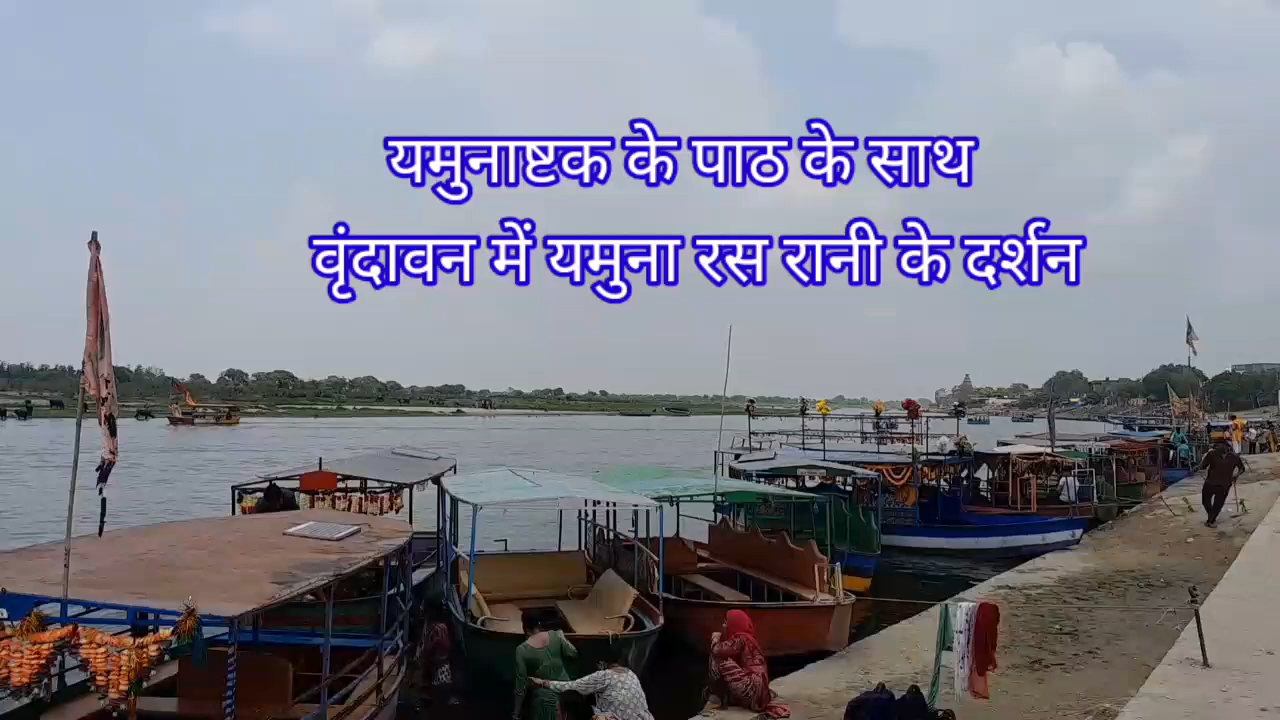 यमुनाष्टक के पाठ के साथ
वृंदावन में यमुना रस रानी के दर्शन